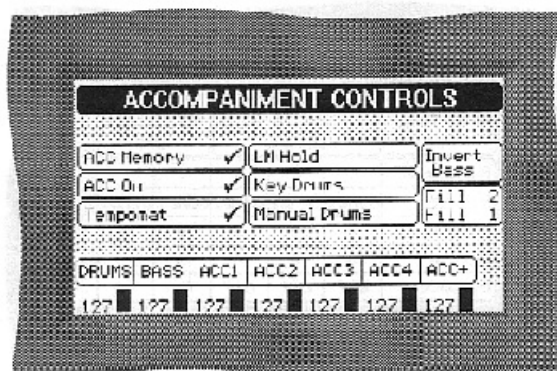 ACCOMPANIMENT CONTROLS
ACC Memory ✓ LM Hold Invert
Bass
ACC On ✓ Key Drums
Fill 2
Tempomat ✓ Manual Drums Fill 1
DRUMS BASS ACC1 ACC2 ACC3 ACC4 ACC+
127 127 127 127 127 127 127